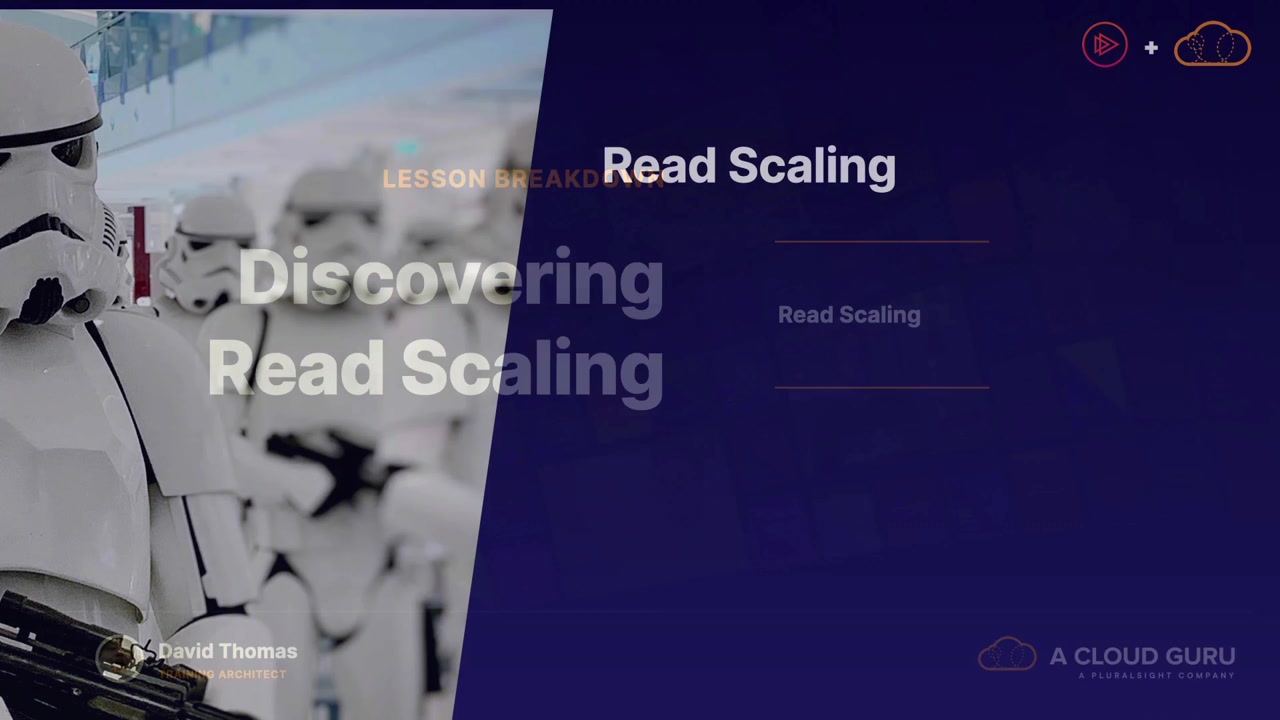 Read Scaling
LESSON BREAKDOWN
Discovering
Read Scaling
Read Scaling
David Thomas
TRAINING ARCHITECT
A CLOUD GURU
A PLURALSIGHT COMPANY